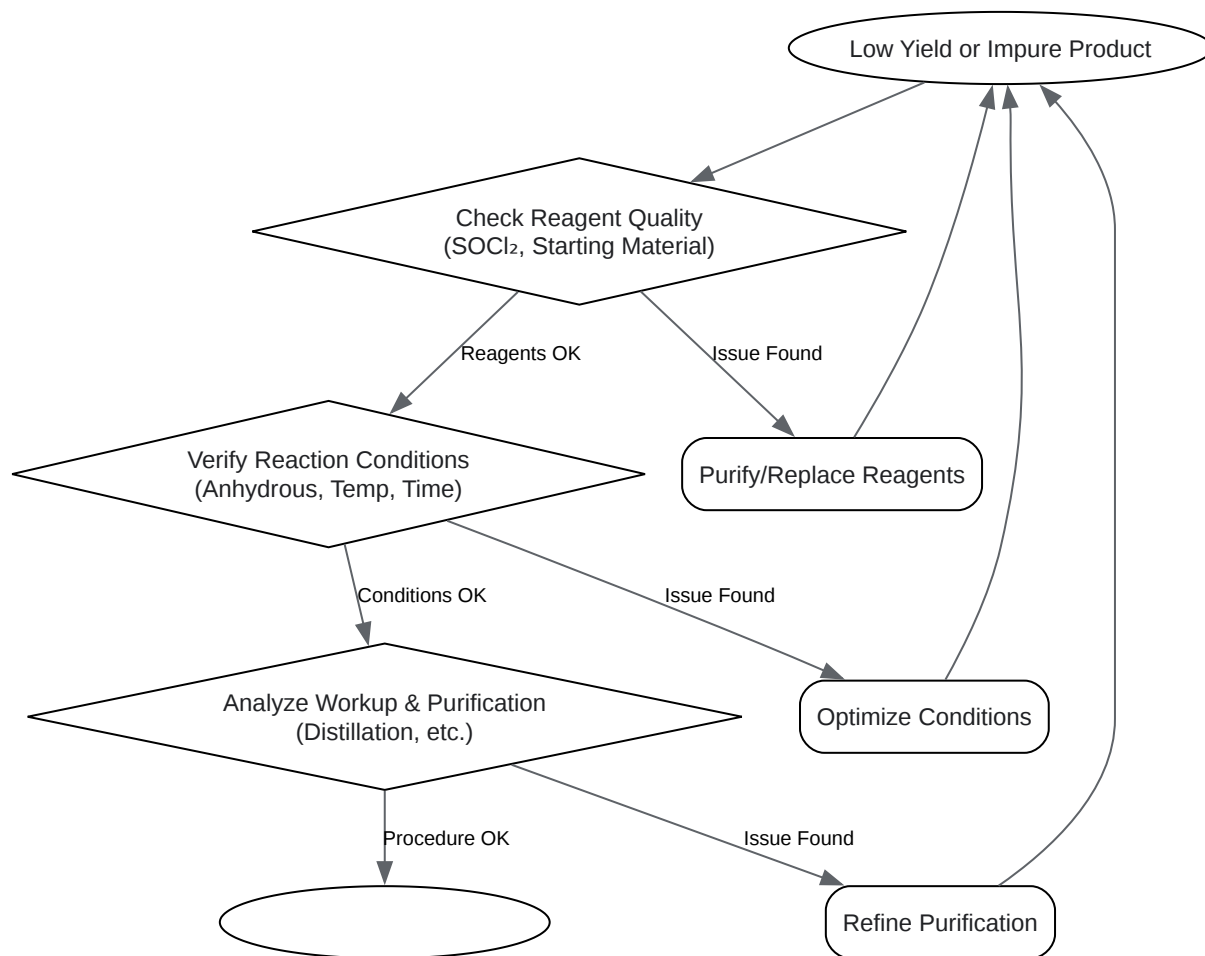 Low Yield or Impure Product
Check Reagent Quality
(SOCl₂, Starting Material)
Reagents OK
Issue Found
Verify Reaction Conditions
(Anhydrous, Temp, Time)
Purify/Replace Reagents
Conditions OK
Issue Found
Analyze Workup & Purification
(Distillation, etc.)
Optimize Conditions
Procedure OK
Issue Found
Refine Purification